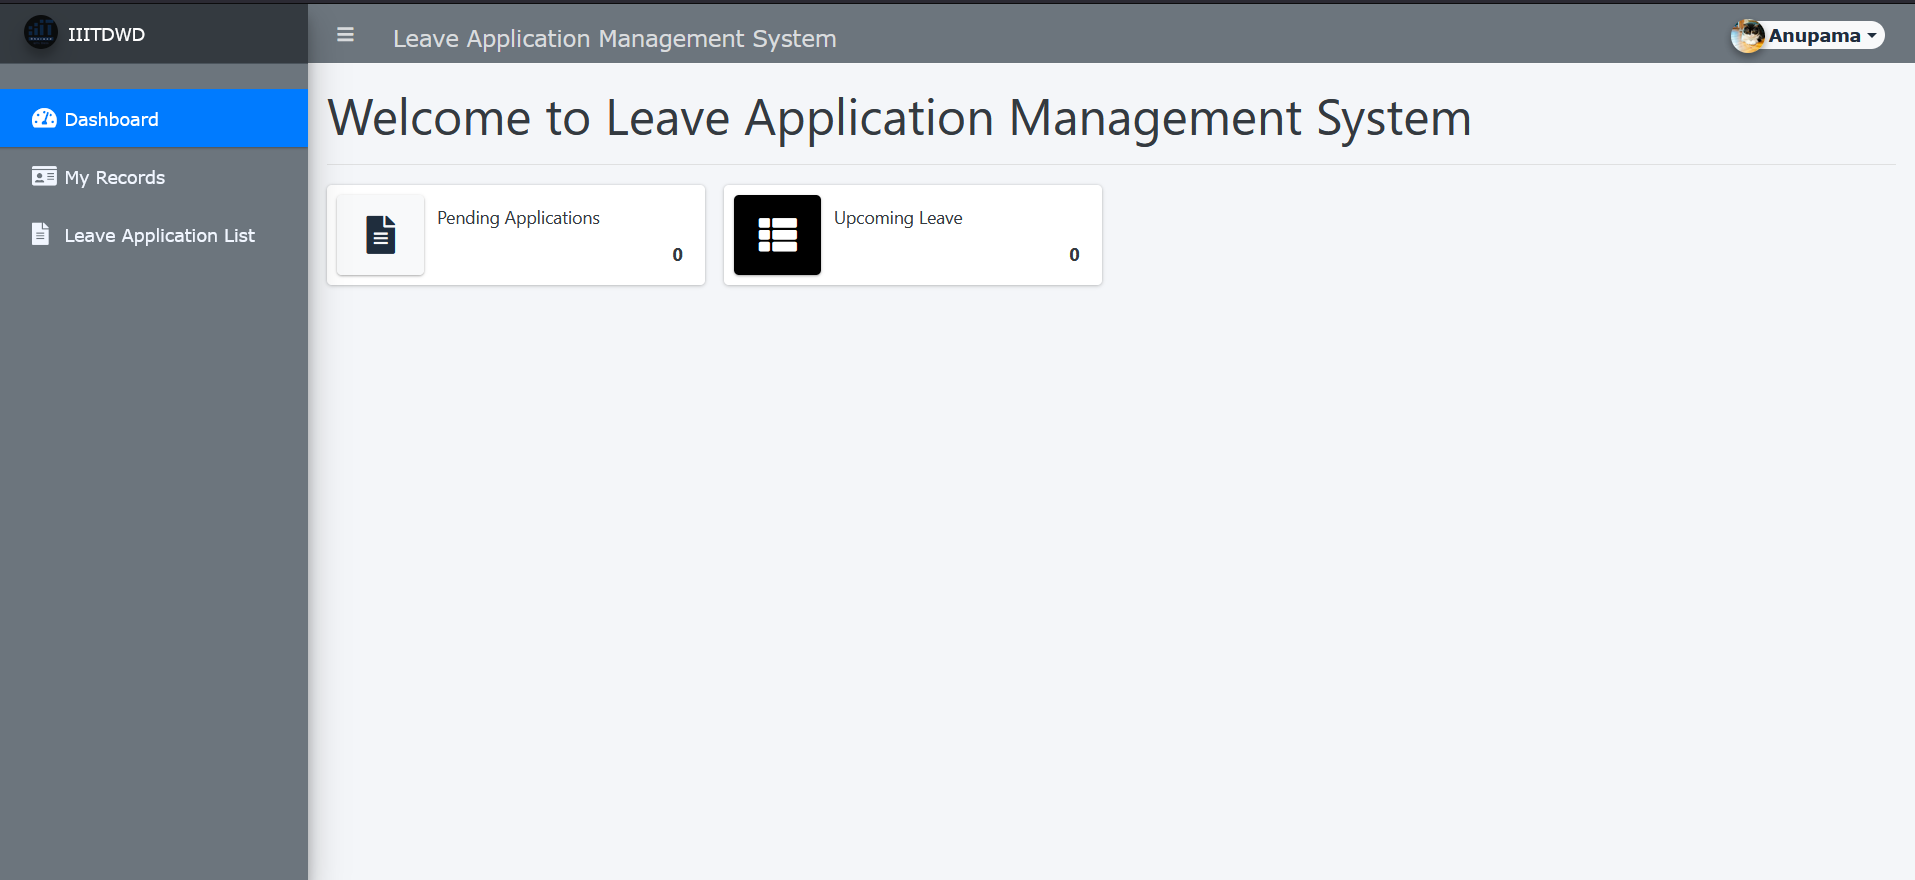 IIITDWD
Leave Application Management System
Anupama
Dashboard
My Records
Leave Application List
Welcome to Leave Application Management System
Pending Applications
0
Upcoming Leave
0